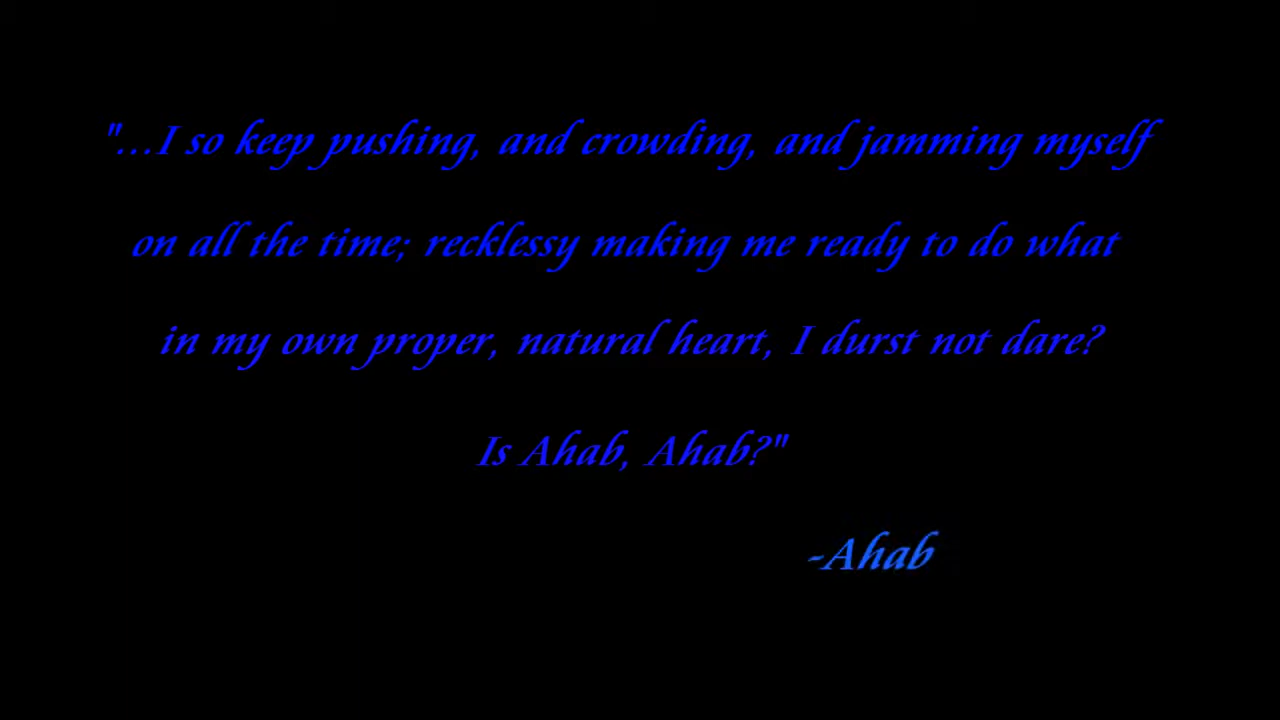 "...I so keep pushing, and crowding, and jamming myself
on all the time; recklessy making me ready to do what
in my own proper, natural heart, I durst not dare?
Is Ahab, Ahab?"
-Ahab